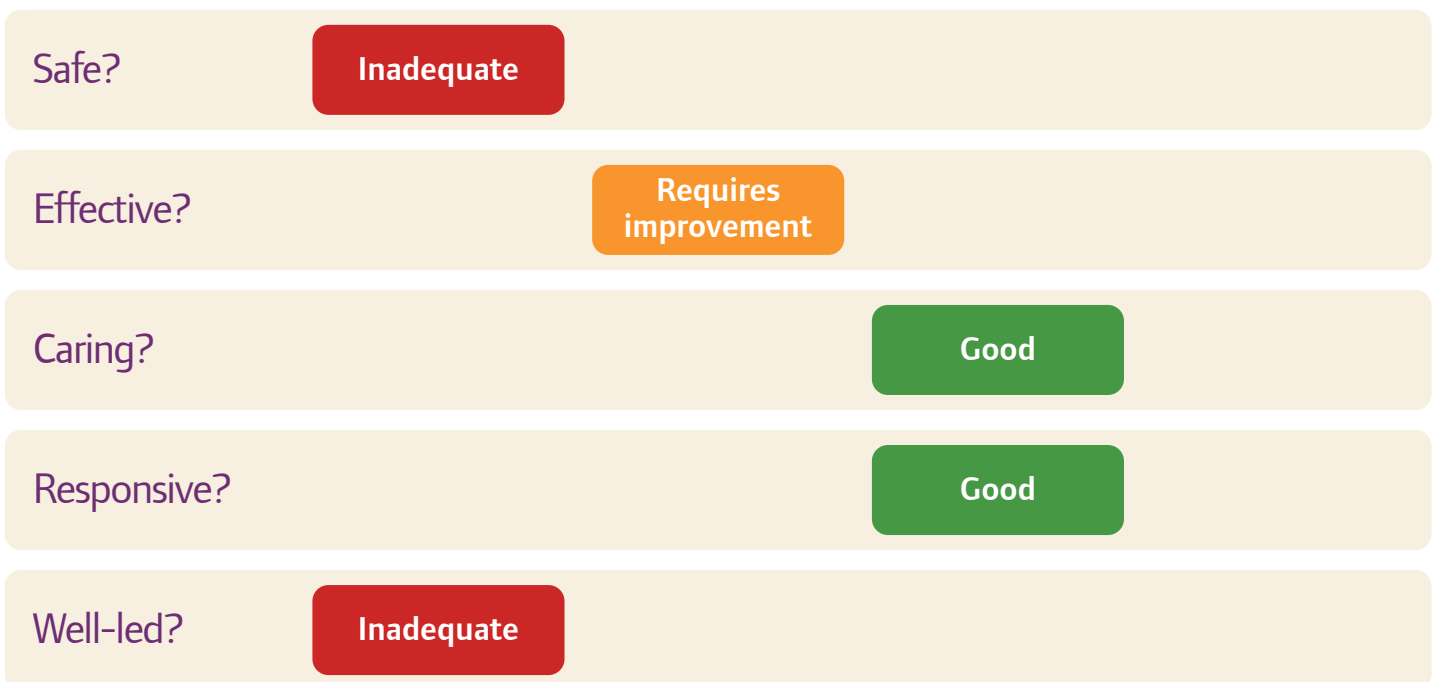 Safe?
Inadequate
Effective?
Requires
improvement
Caring?
Good
Responsive?
Good
Well-led?
Inadequate